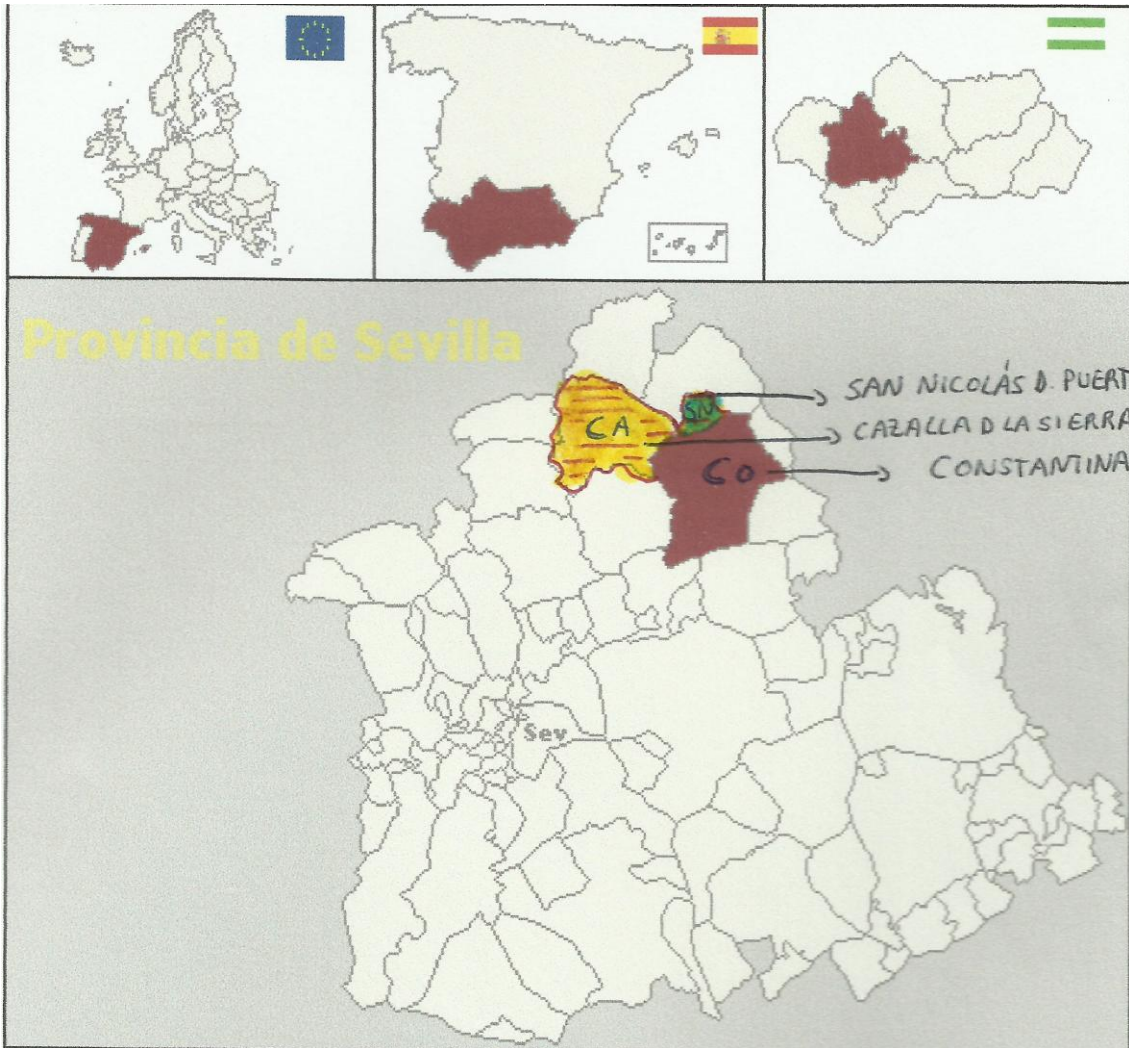 Provincia de Sevilla
SAN NICOLÁS D. PUERT
SN
CA
CAZALLA D LA SIERRA
CO
CONSTANTINA
Sev